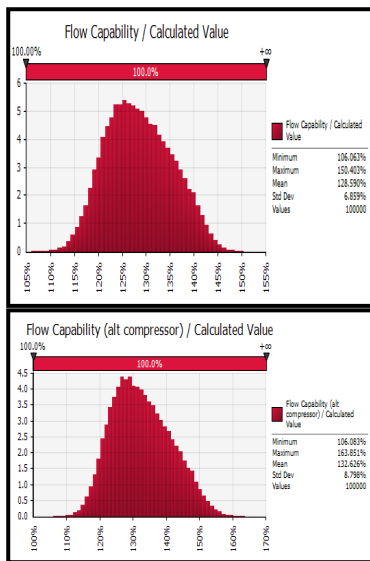 Flow Capability / Calculated Value
100.00% +∞
100.0%
6
5
4
3
2
1
0
105%
110%
115%
120%
125%
130%
135%
140%
145%
150%
155%
Flow Capability / Calculated
Value
Minimum 106.063%
Maximum 150.403%
Mean 128.590%
Std Dev 6.859%
Values 100000
Flow Capability (alt compressor) / Calculated Value
100.0% +∞
100.0%
4.5
4.0
3.5
3.0
2.5
2.0
1.5
1.0
0.5
0.0
100%
110%
120%
130%
140%
150%
160%
170%
Flow Capability (alt
compressor) / Calculated
Value
Minimum 106.083%
Maximum 163.851%
Mean 132.626%
Std Dev 8.798%
Values 100000